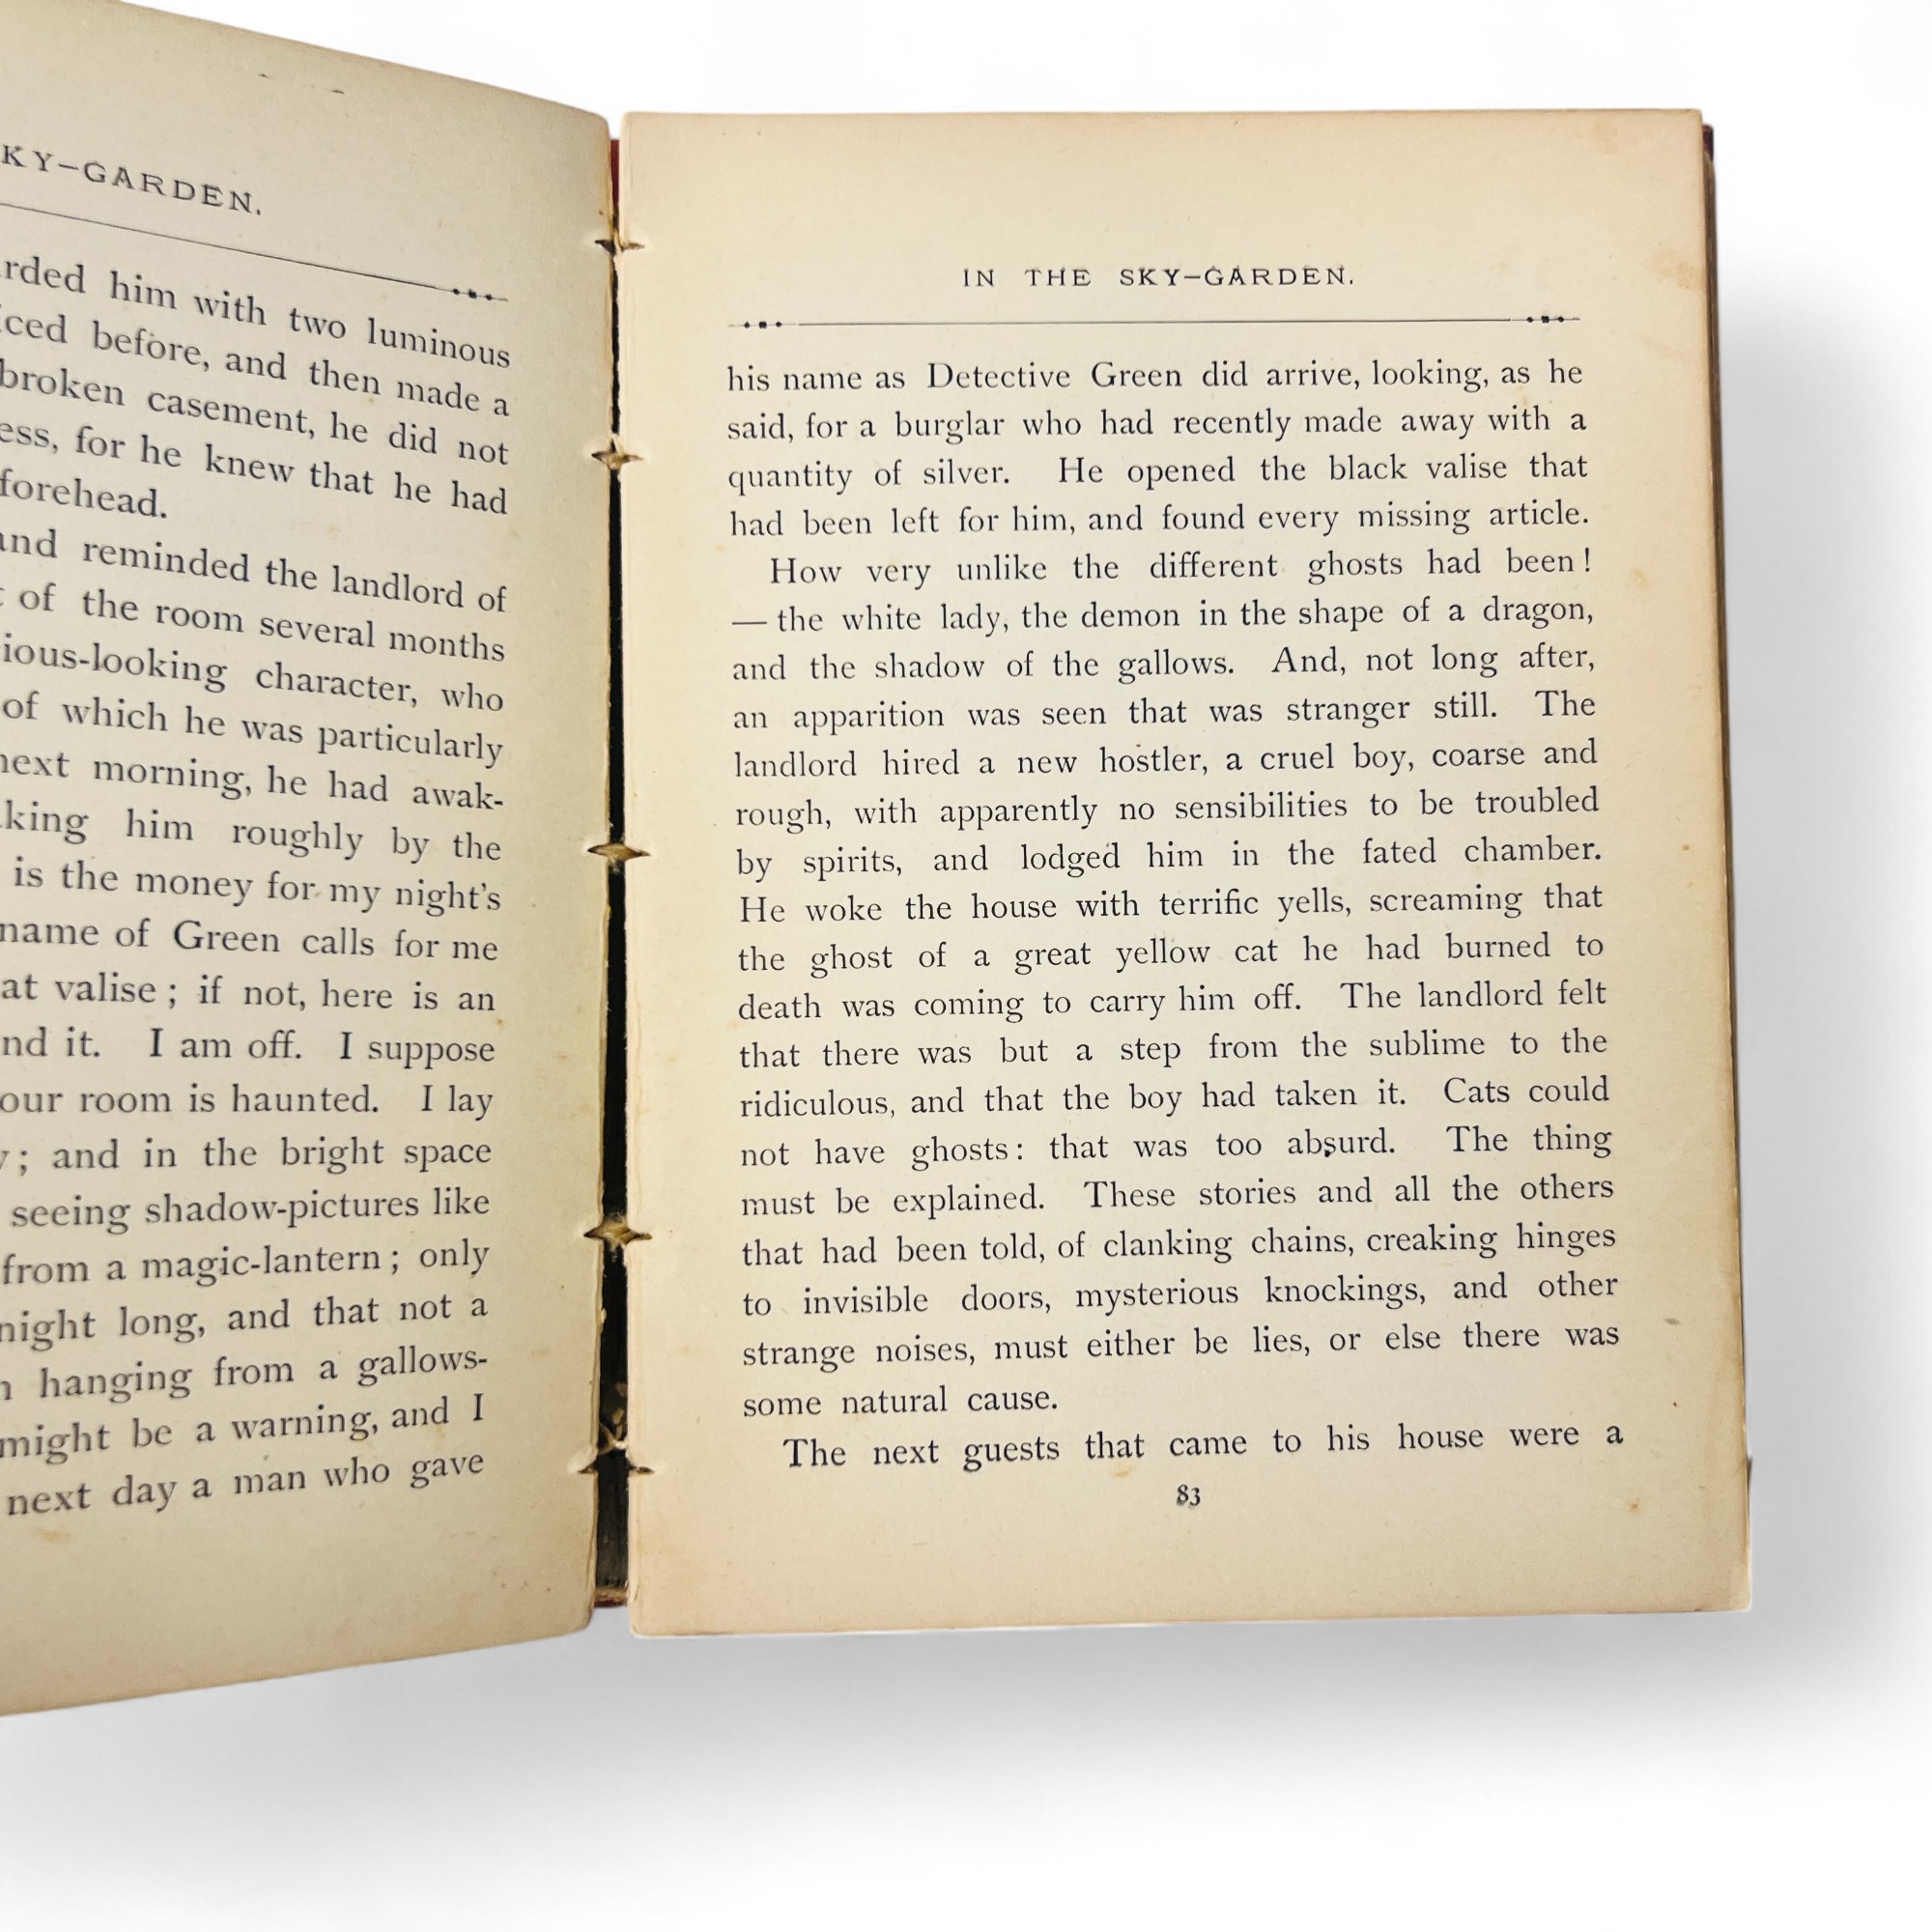 KY—GARDEN.
rded him with two luminous
before, and then made a
broken casement, he did not
for he knew that he had
forehead.
and reminded the landlord of
of the room several months
looking character, who
of which he was particularly
next morning, he had awak-
him roughly by the
is the money for my night's
name of Green calls for me
at valise; if not, here is an
it. I am off. I suppose
our room is haunted. I lay
; and in the bright space
seeing shadow-pictures like
from a magic-lantern; only
night long, and that not a
hanging from a gallows-
might be a warning, and I
next day a man who gave
IN THE SKY—GARDEN.
his name as Detective Green did arrive, looking, as he
said, for a burglar who had recently made away with a
quantity of silver. He opened the black valise that
had been left for him, and found every missing article.
How very unlike the different ghosts had been!
— the white lady, the demon in the shape of a dragon,
and the shadow of the gallows. And, not long after,
an apparition was seen that was stranger still. The
landlord hired a new hostler, a cruel boy, coarse and
rough, with apparently no sensibilities to be troubled
by spirits, and lodged him in the fated chamber.
He woke the house with terrific yells, screaming that
the ghost of a great yellow cat he had burned to
death was coming to carry him off. The landlord felt
that there was but a step from the sublime to the
ridiculous, and that the boy had taken it. Cats could
not have ghosts: that was too absurd. The thing
must be explained. These stories and all the others
that had been told, of clanking chains, creaking hinges
to invisible doors, mysterious knockings, and other
strange noises, must either be lies, or else there was
some natural cause.
The next guests that came to his house were a
83